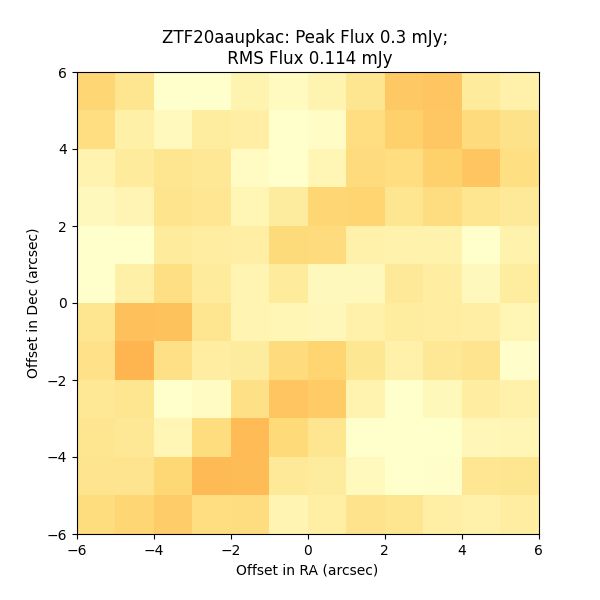 ZTF20aaupkac: Peak Flux 0.3 mJy;
RMS Flux 0.114 mJy
6
4
2
0
−2
−4
−6
Offset in Dec (arcsec)
−6 −4 −2 0 2 4 6
Offset in RA (arcsec)